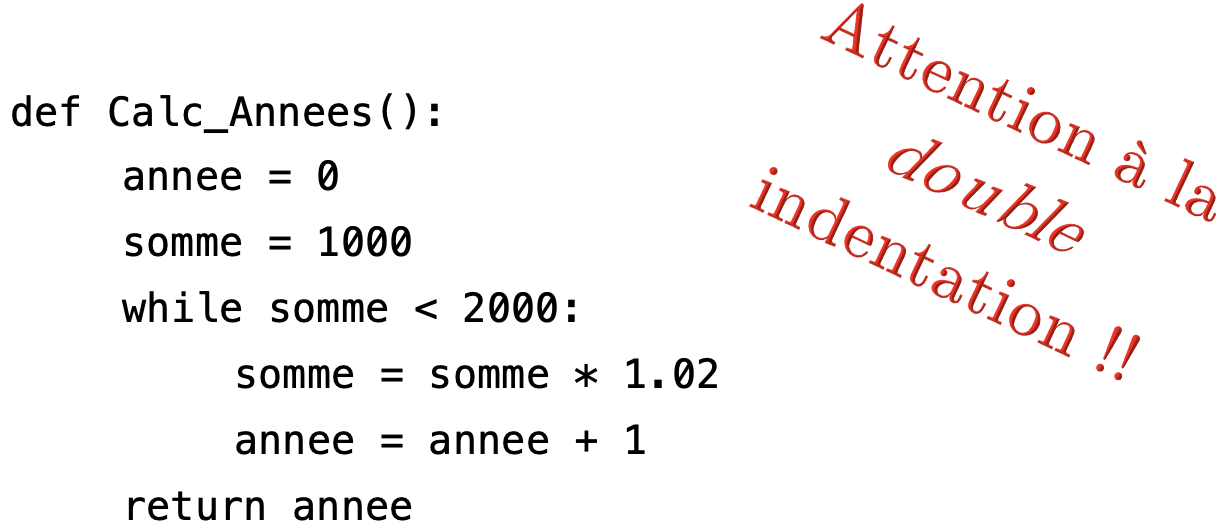 def Calc_Annees():
    annee = 0
    somme = 1000
    while somme < 2000:
        somme = somme * 1.02
        annee = annee + 1
    return annee
Attention à la
double
indentation !!